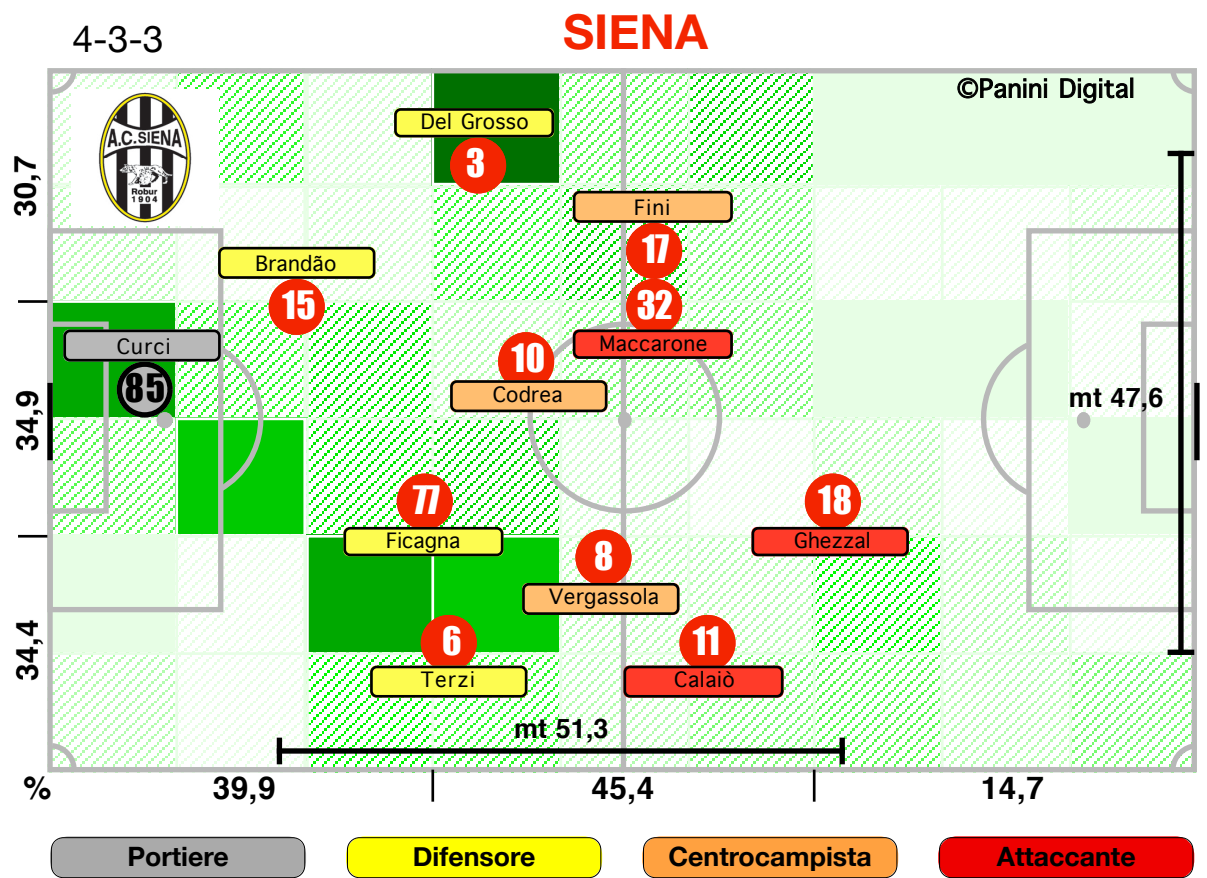 4-3-3
SIENA
©Panini Digital
A.C.SIENA
Robur
1904
30,7
34,9
34,4
Del Grosso
3
Fini
17
Brandão
15
32
Maccarone
Curci
85
10
Codrea
mt 47,6
77
Ficagna
18
Ghezzal
8
Vergassola
6
Terzi
11
Calaiò
mt 51,3
% 39,9 45,4 14,7
Portiere Difensore Centrocampista Attaccante